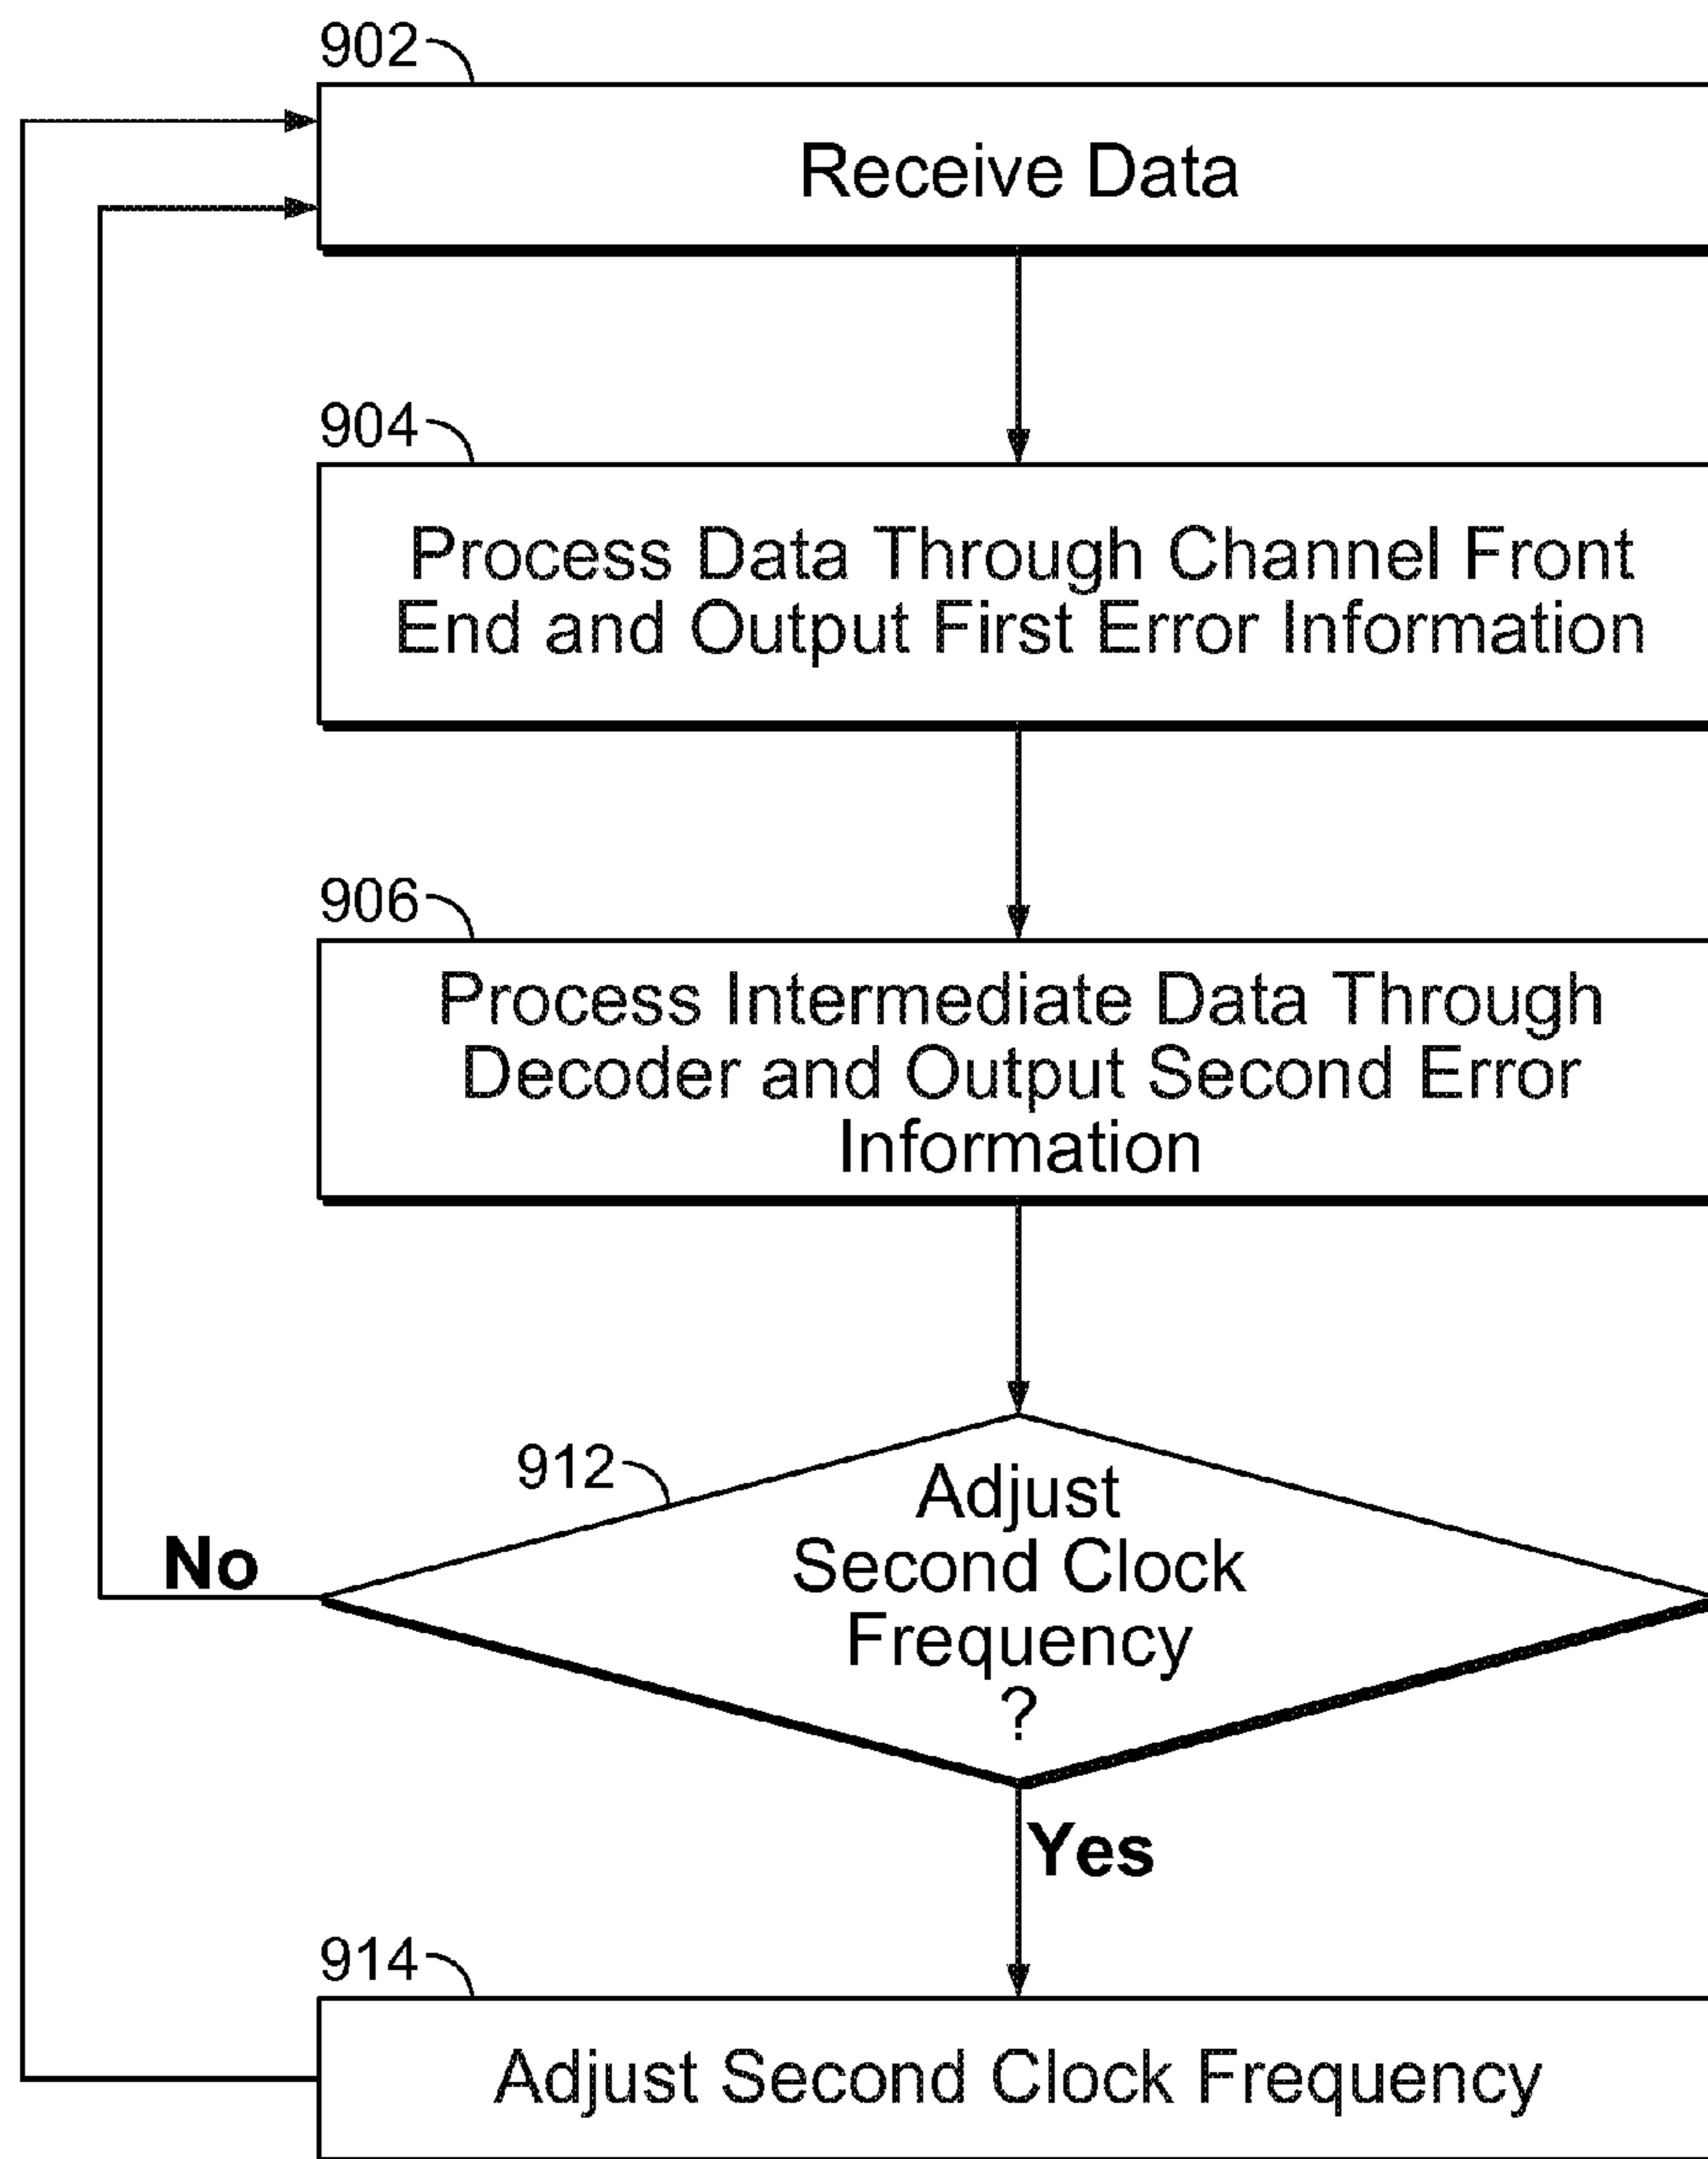 902
Receive Data
904
Process Data Through Channel Front
End and Output First Error Information
906
Process Intermediate Data Through
Decoder and Output Second Error
Information
912
Adjust
Second Clock
Frequency
?
No
Yes
914
Adjust Second Clock Frequency